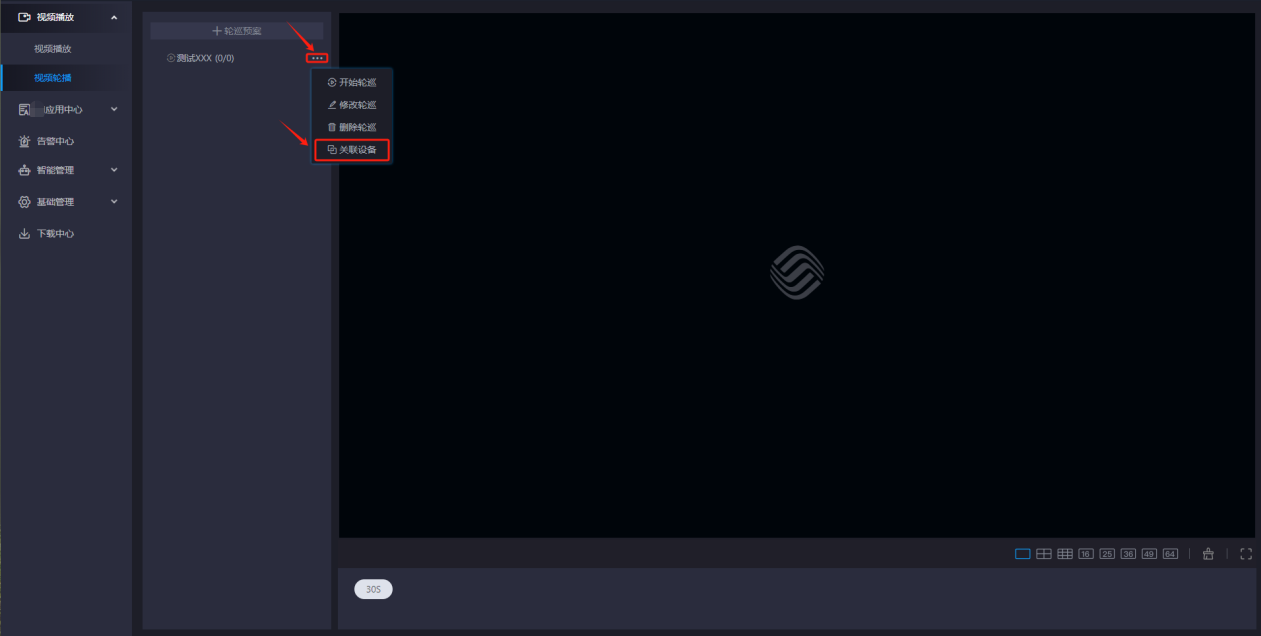 视频播放
视频播放
视频轮播
应用中心
告警中心
智能管理
基础管理
下载中心
轮巡预案
测试XXX (0/0)
开始轮巡
修改轮巡
删除轮巡
关联设备
16 25 36 49 64
30S